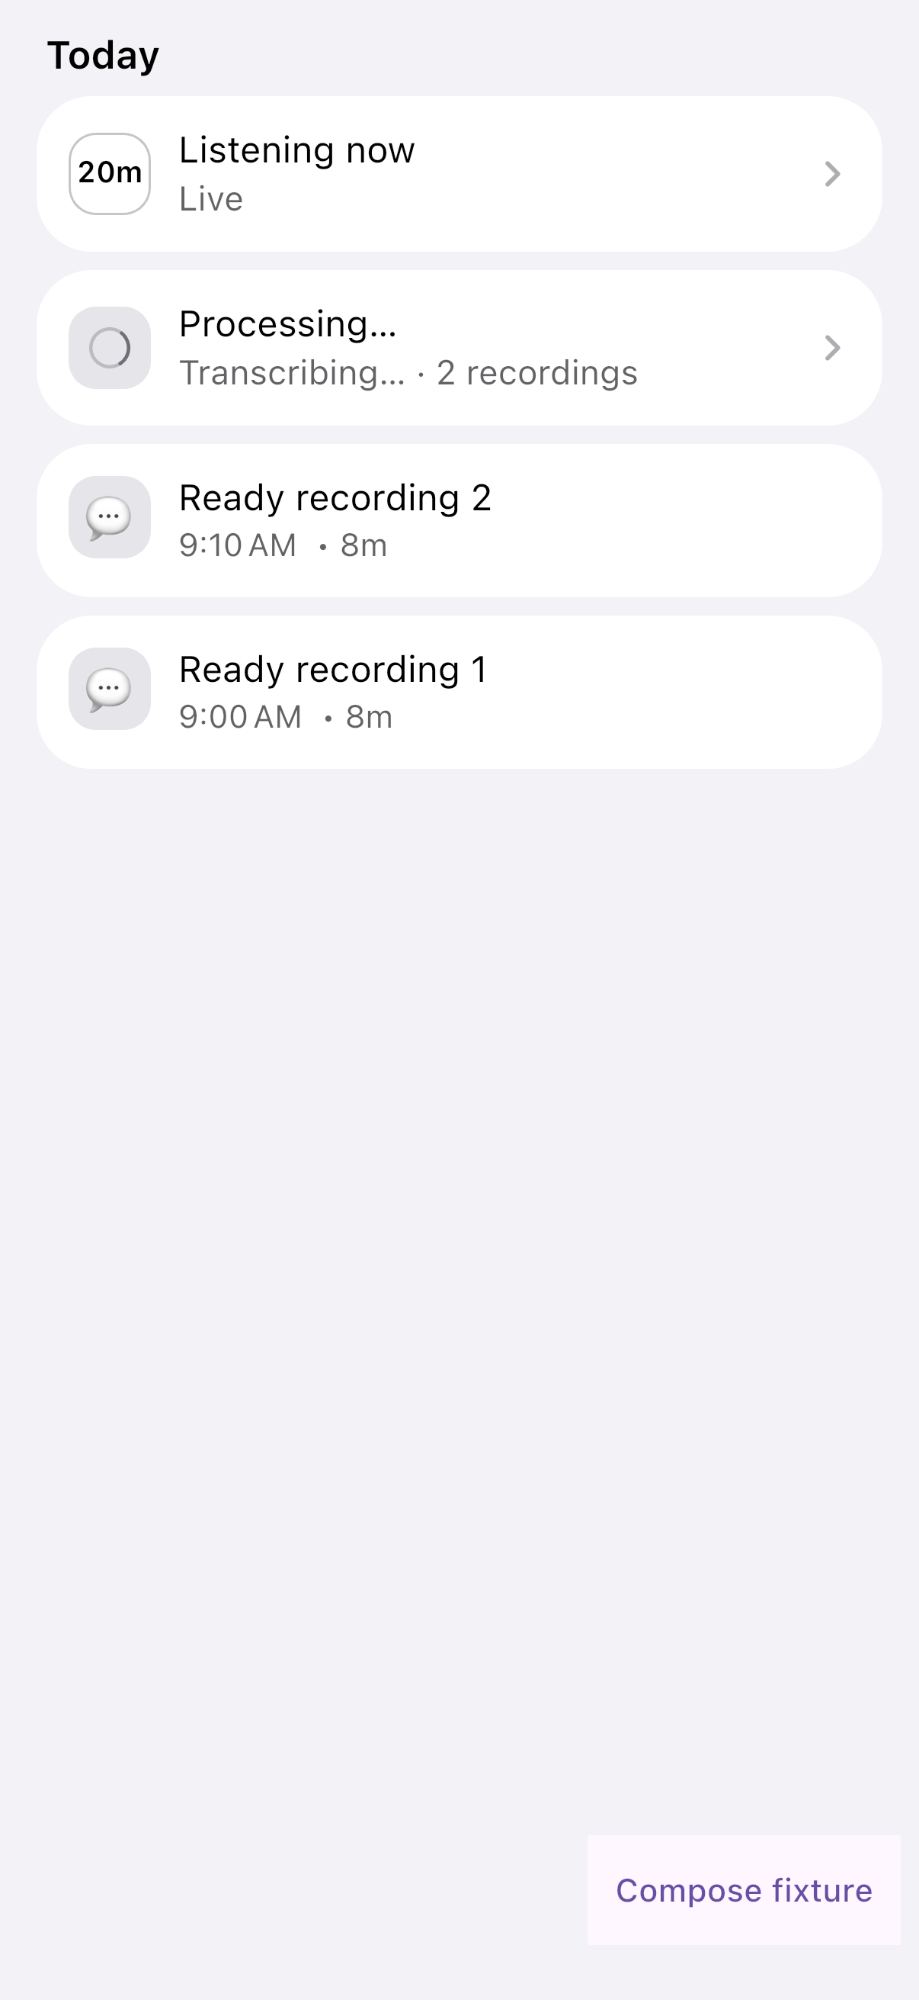 Today
20m
Listening now
Live
Processing...
Transcribing... · 2 recordings
Ready recording 2
9:10 AM • 8m
Ready recording 1
9:00 AM • 8m
Compose fixture